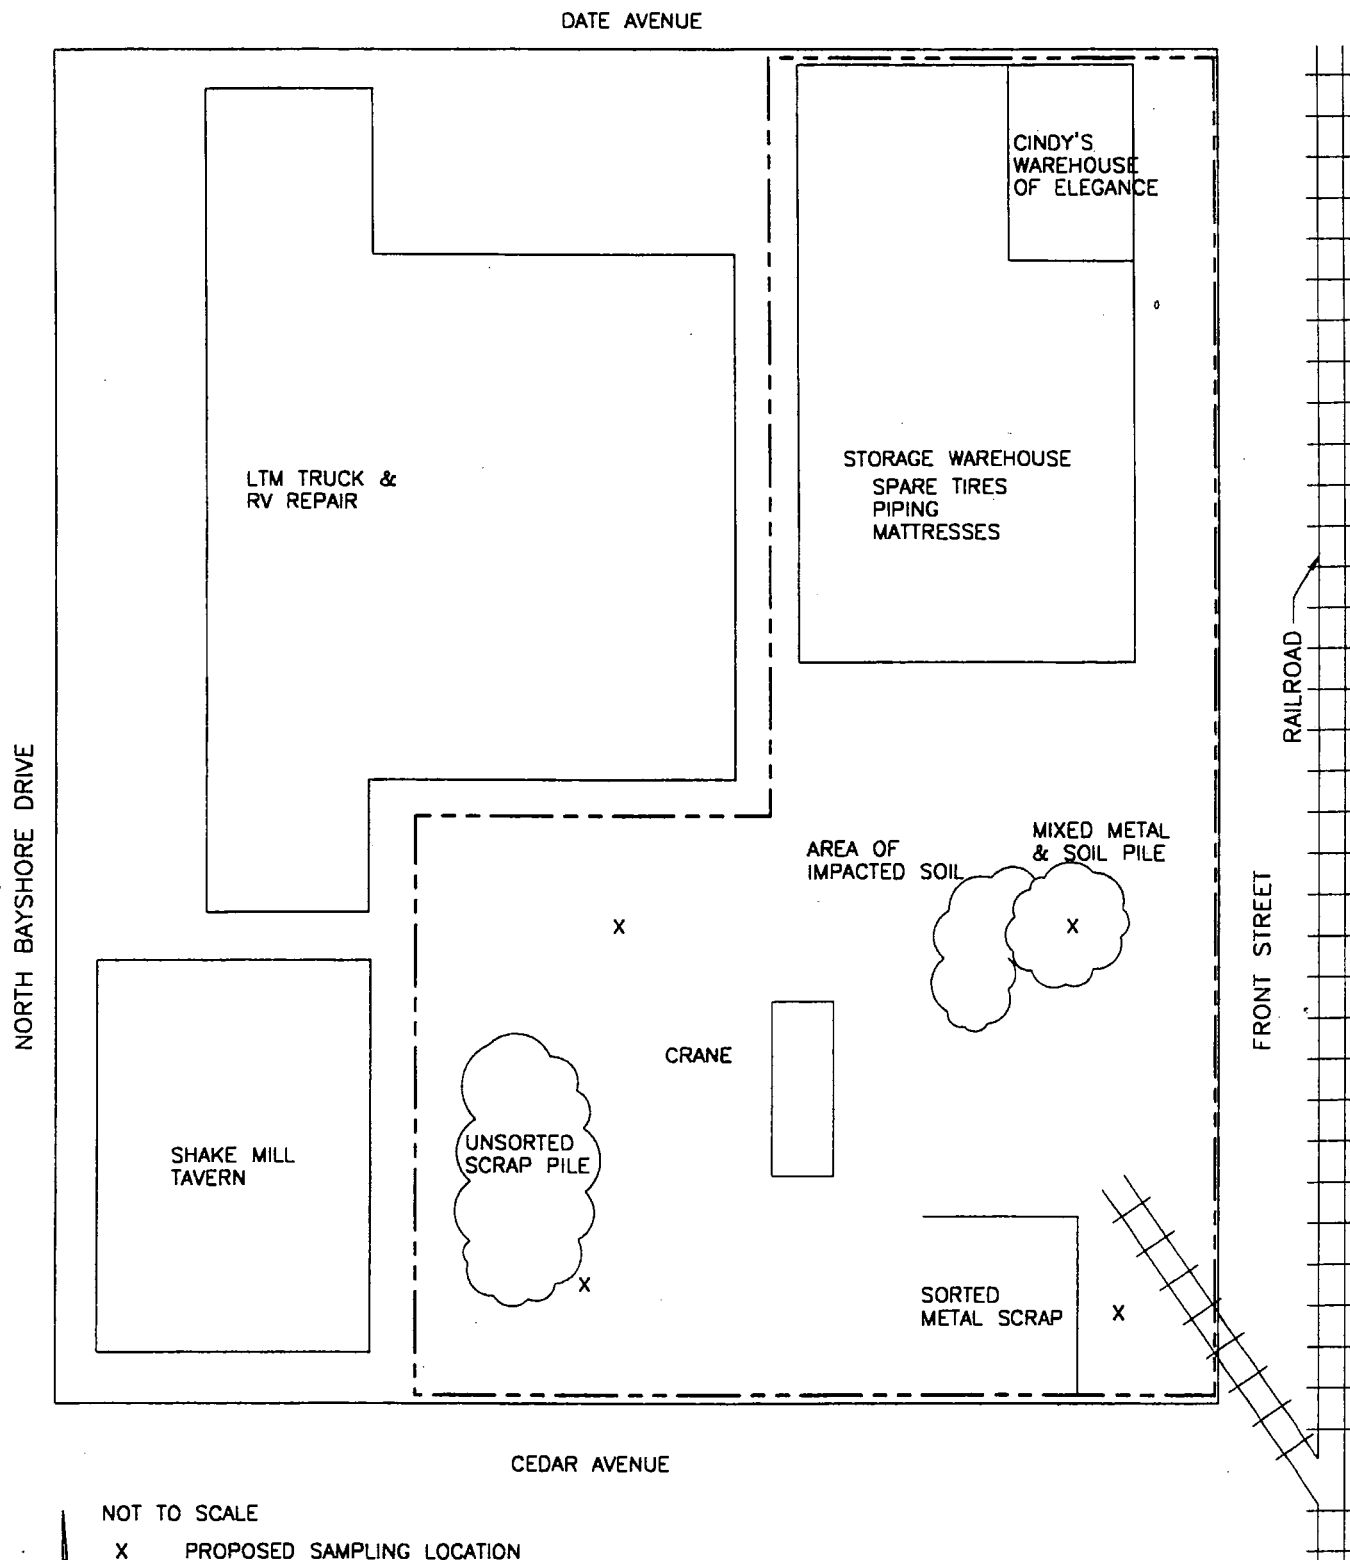 DATE AVENUE
CINDY'S
WAREHOUSE
OF ELEGANCE
LTM TRUCK &
RV REPAIR
STORAGE WAREHOUSE
SPARE TIRES
PIPING
MATTRESSES
RAILROAD
NORTH BAYSHORE DRIVE
AREA OF
IMPACTED SOIL
MIXED METAL
& SOIL PILE
X
X
FRONT STREET
CRANE
UNSORTED
SCRAP PILE
SHAKE MILL
TAVERN
X
SORTED
METAL SCRAP
X
CEDAR AVENUE
NOT TO SCALE
X PROPOSED SAMPLING LOCATION